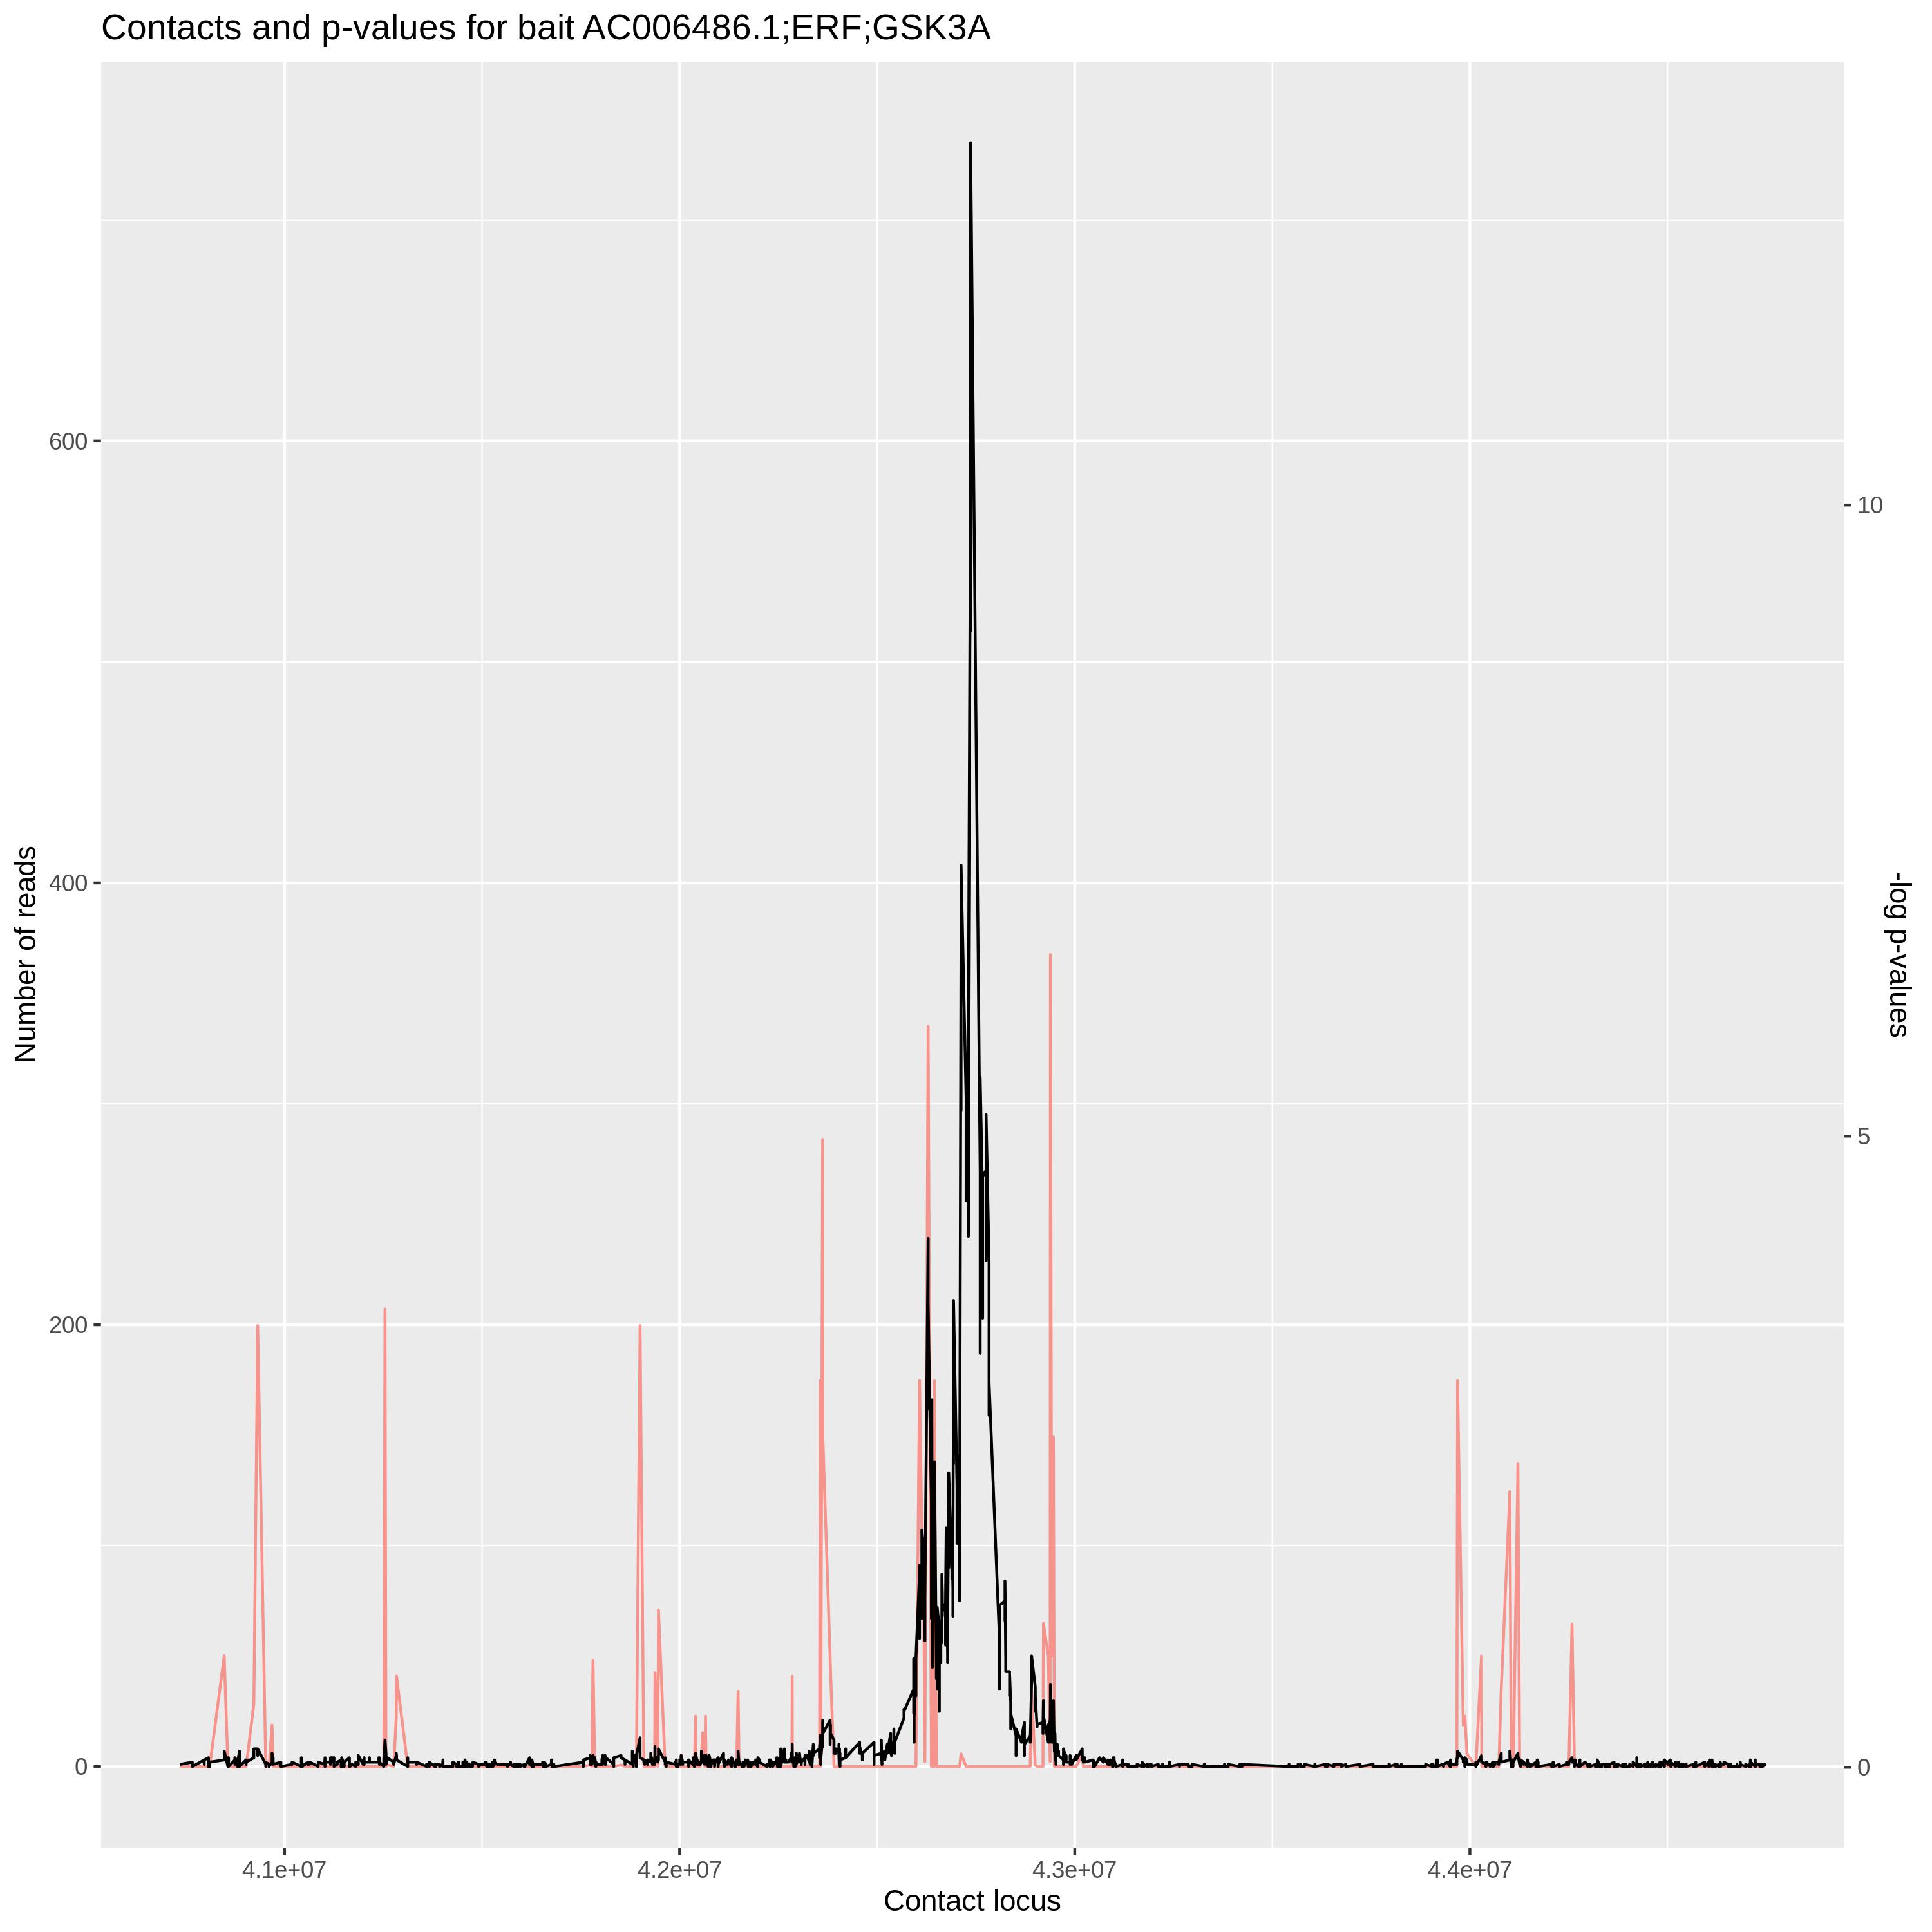 Contacts and p-values for bait AC006486.1;ERF;GSK3A
600
400
200
0
Number of reads
10
5
0
-log p-values
4.1e+07
4.2e+07
4.3e+07
4.4e+07
Contact locus